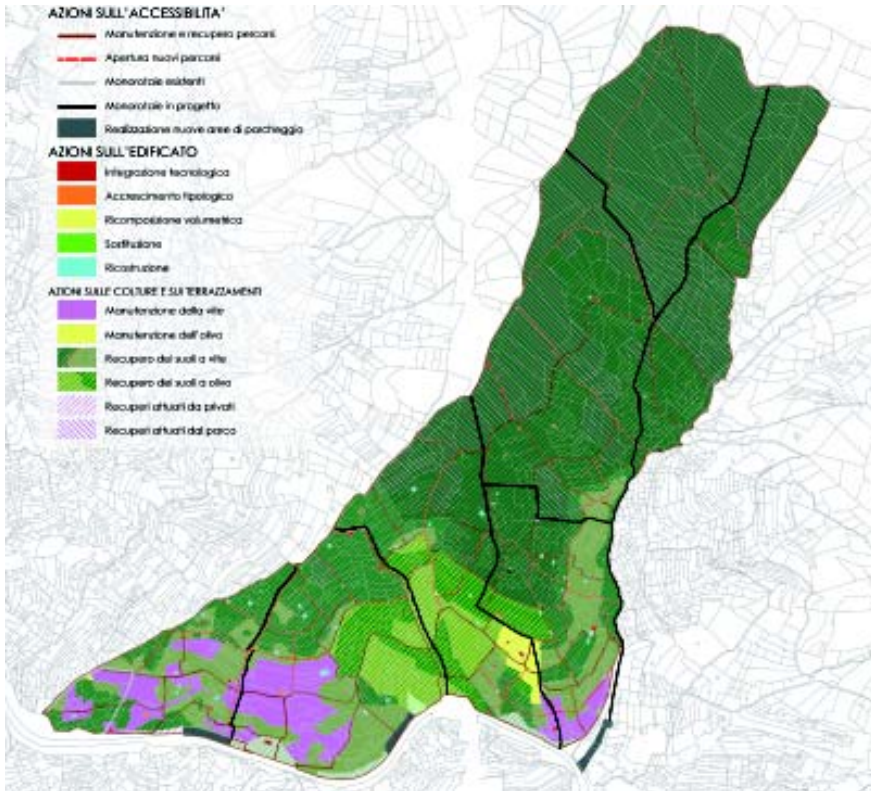 AZIONI SULL'ACCESSIBILITA'
Manutenzione e recupero percorsi
Apertura nuovi percorsi
Monorotaie esistenti
Monorotaie in progetto
Realizzazione nuove aree di parcheggio
AZIONI SULL'EDIFICATO
Integrazione tecnologica
Accrescimento tipologico
Ricomposizione volumetrica
Sostituzione
Ricostruzione
AZIONI SULLE COLTURE E SUI TERRAZZAMENTI
Manutenzione della vite
Manutenzione dell'olivo
Recupero dei suoli a vite
Recupero dei suoli a olivo
Recuperi attuati da privati
Recuperi attuati dal parco